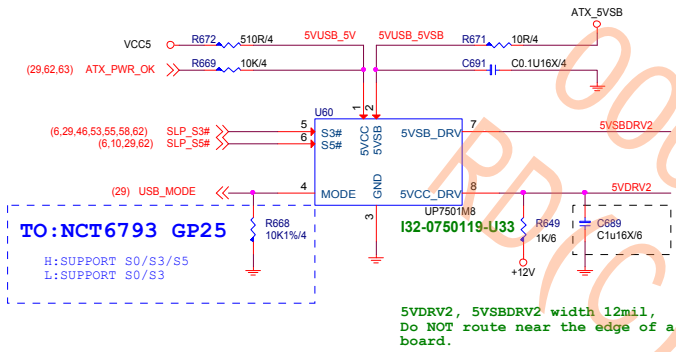 ATX_5VSB
R672 510R/4 5VUSB_5V 5VUSB_5VSB R671 10R/4
VCC5
(29,62,63) ATX_PWR_OK R669 10K/4 C691 C0.1U16X/4
1 2
U60
(6,29,46,53,55,58,62) SLP_S3# 5 S3# 5VCC 5VSB 5VSB_DRV 7 5VSBDRV2
(6,10,29,62) SLP_S5# 6 S5#
(29) USB_MODE 4 MODE GND 5VCC_DRV 8 5VDRV2
3 UP7501M8
TO:NCT6793 GP25
R668
10K1%/4
I32-0750119-U33
R649
1K/6
C689
C1u16X/6
H:SUPPORT S0/S3/S5
L:SUPPORT S0/S3
+12V
5VDRV2, 5VSBDRV2 width 12mil,
Do NOT route near the edge of a
board.